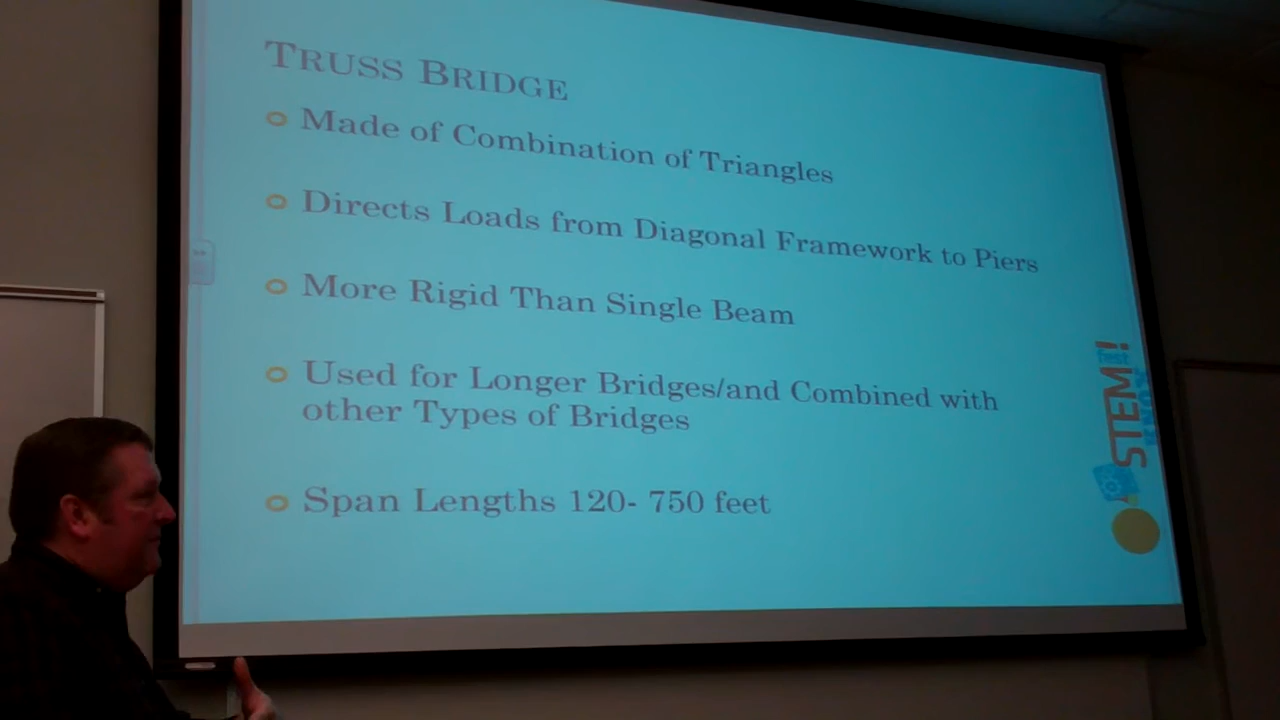 TRUSS BRIDGE
Made of Combination of Triangles
Directs Loads from Diagonal Framework to Piers
More Rigid Than Single Beam
Used for Longer Bridges/and Combined with
other Types of Bridges
Span Lengths 120- 750 feet
STEM!
fest